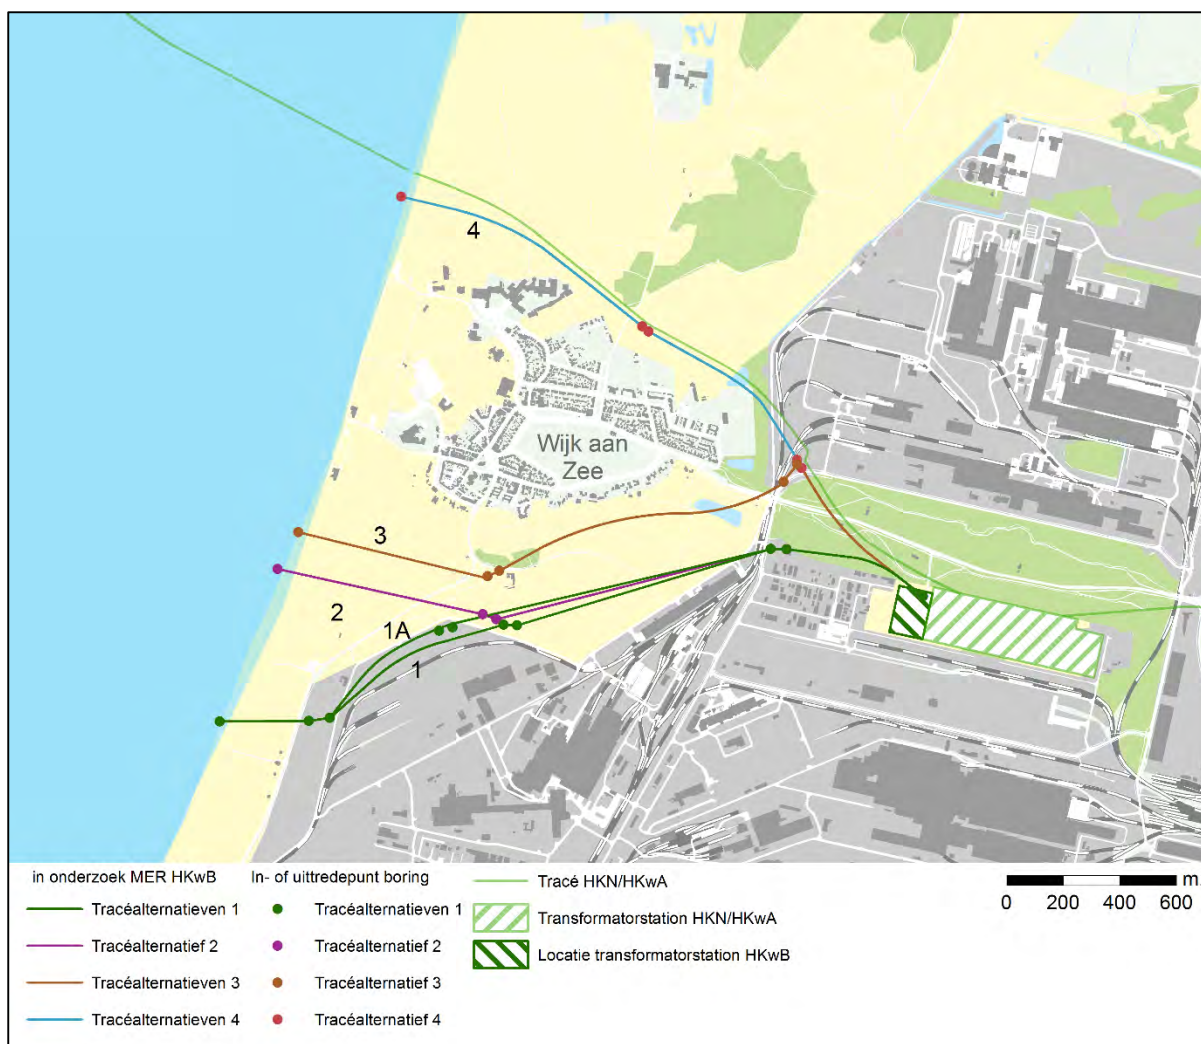 4
Wijk aan
Zee
3
2
1A
1
in onderzoek MER HKwB
Tracéalternatieven 1
Tracéalternatief 2
Tracéalternatieven 3
Tracéalternatieven 4
In- of uittredepunt boring
Tracéalternatieven 1
Tracéalternatief 2
Tracéalternatief 3
Tracéalternatief 4
Tracé HKN/HKwA
Transformatorstation HKN/HKwA
Locatie transformatorstation HKwB
m
0 200 400 600